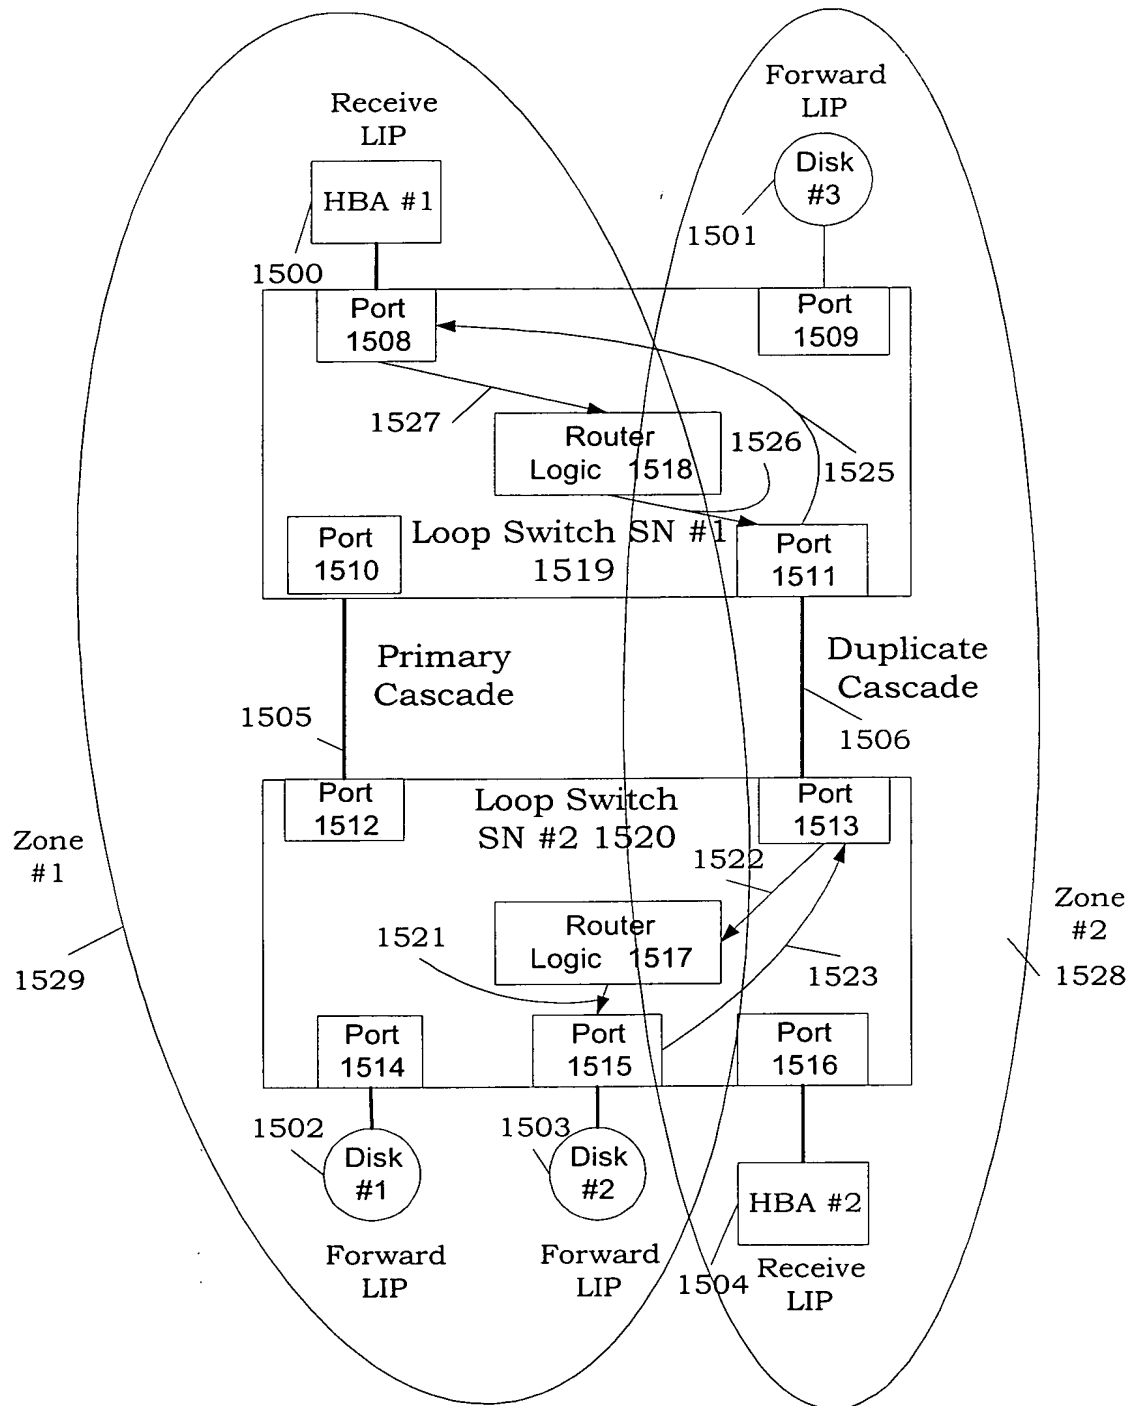 Receive
LIP
HBA #1
1500
Forward
LIP
Disk
#3
1501
Port
1508
Port
1509
1527
Router
Logic 1518
1526
1525
Port
1510
Loop Switch SN #1
1519
Port
1511
Primary
Cascade
Duplicate
Cascade
1505
1506
Port
1512
Loop Switch
SN #2 1520
Port
1513
1522
Zone
#1
1529
Zone
#2
1528
1521
Router
Logic 1517
1523
Port
1514
Port
1515
Port
1516
1502
Disk
#1
1503
Disk
#2
HBA #2
Forward
LIP
Forward
LIP
1504
Receive
LIP